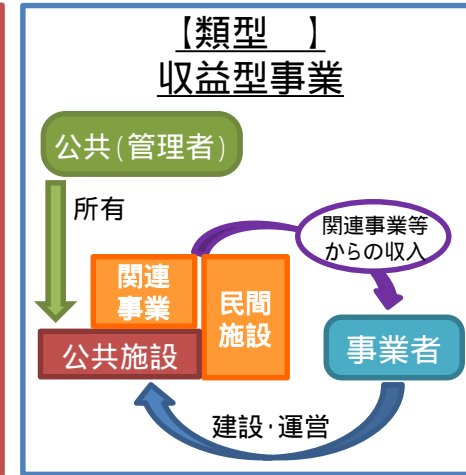 【類型　】
収益型事業
公共(管理者)
所有
関連事業等
からの収入
関連
事業
民間
施設
公共施設
事業者
建設・運営